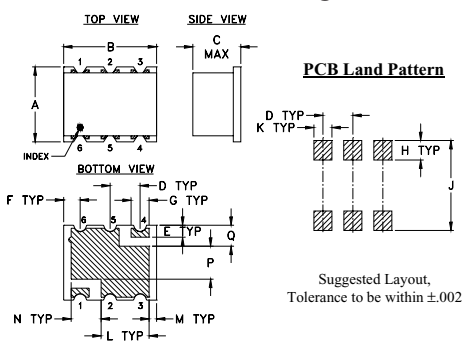 TOP VIEW
SIDE VIEW
B
C
MAX
1 2 3
A
6 5 4
INDEX
PCB Land Pattern
D TYP
K TYP
H TYP
J
BOTTOM VIEW
D TYP
F TYP
G TYP
6 5 4
E TYP
Q
P
1 2 3
N TYP
M TYP
L TYP
Suggested Layout,
Tolerance to be within ±.002